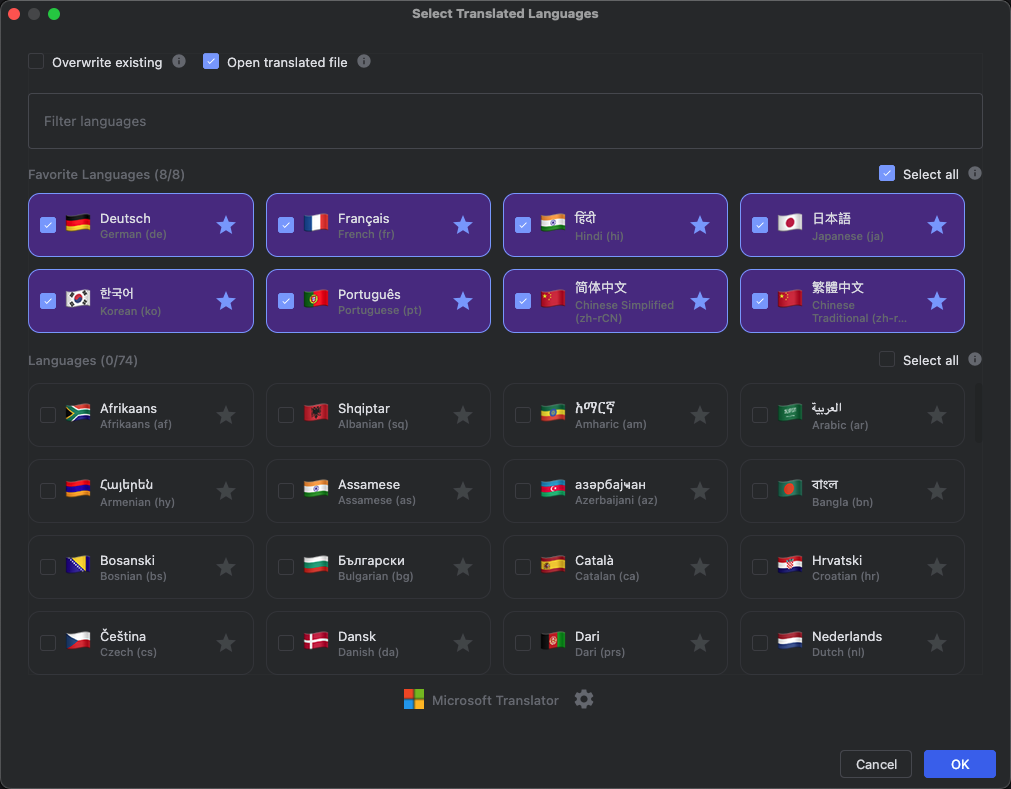 Select Translated Languages
Overwrite existing
Open translated file
Filter languages
Favorite Languages (8/8)
Select all
Deutsch
German (de)
Français
French (fr)
हिंदी
Hindi (hi)
日本語
Japanese (ja)
한국어
Korean (ko)
Português
Portuguese (pt)
简体中文
Chinese Simplified
(zh-rCN)
繁體中文
Chinese
Traditional (zh-r...
Languages (0/74)
Select all
Afrikaans
Afrikaans (af)
Shqiptar
Albanian (sq)
አማርኛ
Amharic (am)
العربية
Arabic (ar)
Հայերեն
Armenian (hy)
Assamese
Assamese (as)
азәрбајҹан
Azerbaijani (az)
বাংল
Bangla (bn)
Bosanski
Bosnian (bs)
Български
Bulgarian (bg)
Català
Catalan (ca)
Hrvatski
Croatian (hr)
Čeština
Czech (cs)
Dansk
Danish (da)
Dari
Dari (prs)
Nederlands
Dutch (nl)
Microsoft Translator
Cancel
OK